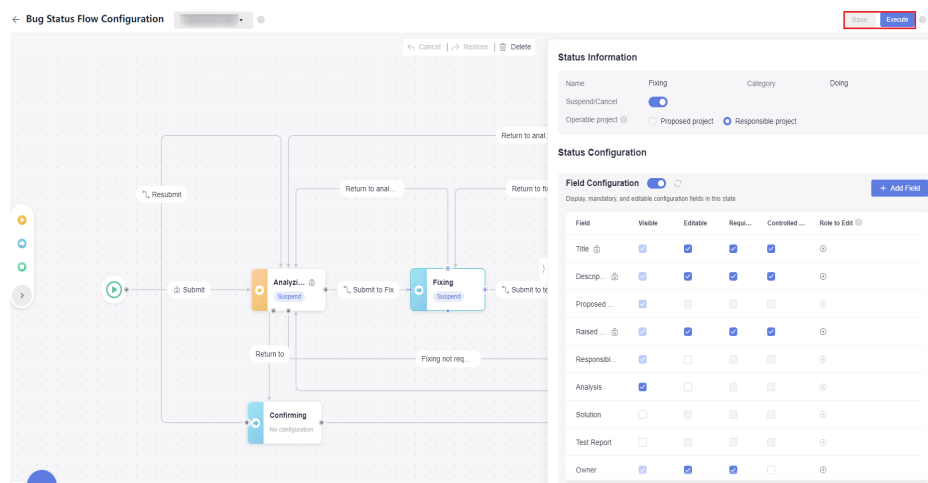 Bug Status Flow Configuration
Save Execute
Cancel Restore Delete
Return to anal
Resubmit
Return to anal...
Return to fix
Submit
Analyzi...
Suspend
Submit to Fix
Fixing
Suspend
Submit to te
Return to
Fixing not req...
Confirming
No configuration
Status Information
Name Fixing Category Doing
Suspend/Cancel
Operable project Proposed project Responsible project
Status Configuration
Field Configuration
+ Add Field
Display, mandatory, and editable configuration fields in this state
Field Visible Editable Requi... Controlled ... Role to Edit
Title
Descrip...
Proposed ...
Raised ...
Responsibl...
Analysis
Solution
Test Report
Owner